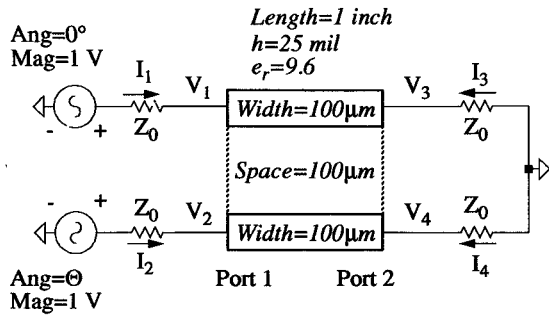 Ang=0°
Mag=1 V
Length=1 inch
h=25 mil
e_r=9.6
I_1
V_1
V_3
I_3
- +
Z_0
Width=100μm
Z_0
Space=100μm
- +
Z_0
V_2
V_4
Z_0
Width=100μm
I_2
I_4
Ang=Θ
Mag=1 V
Port 1
Port 2